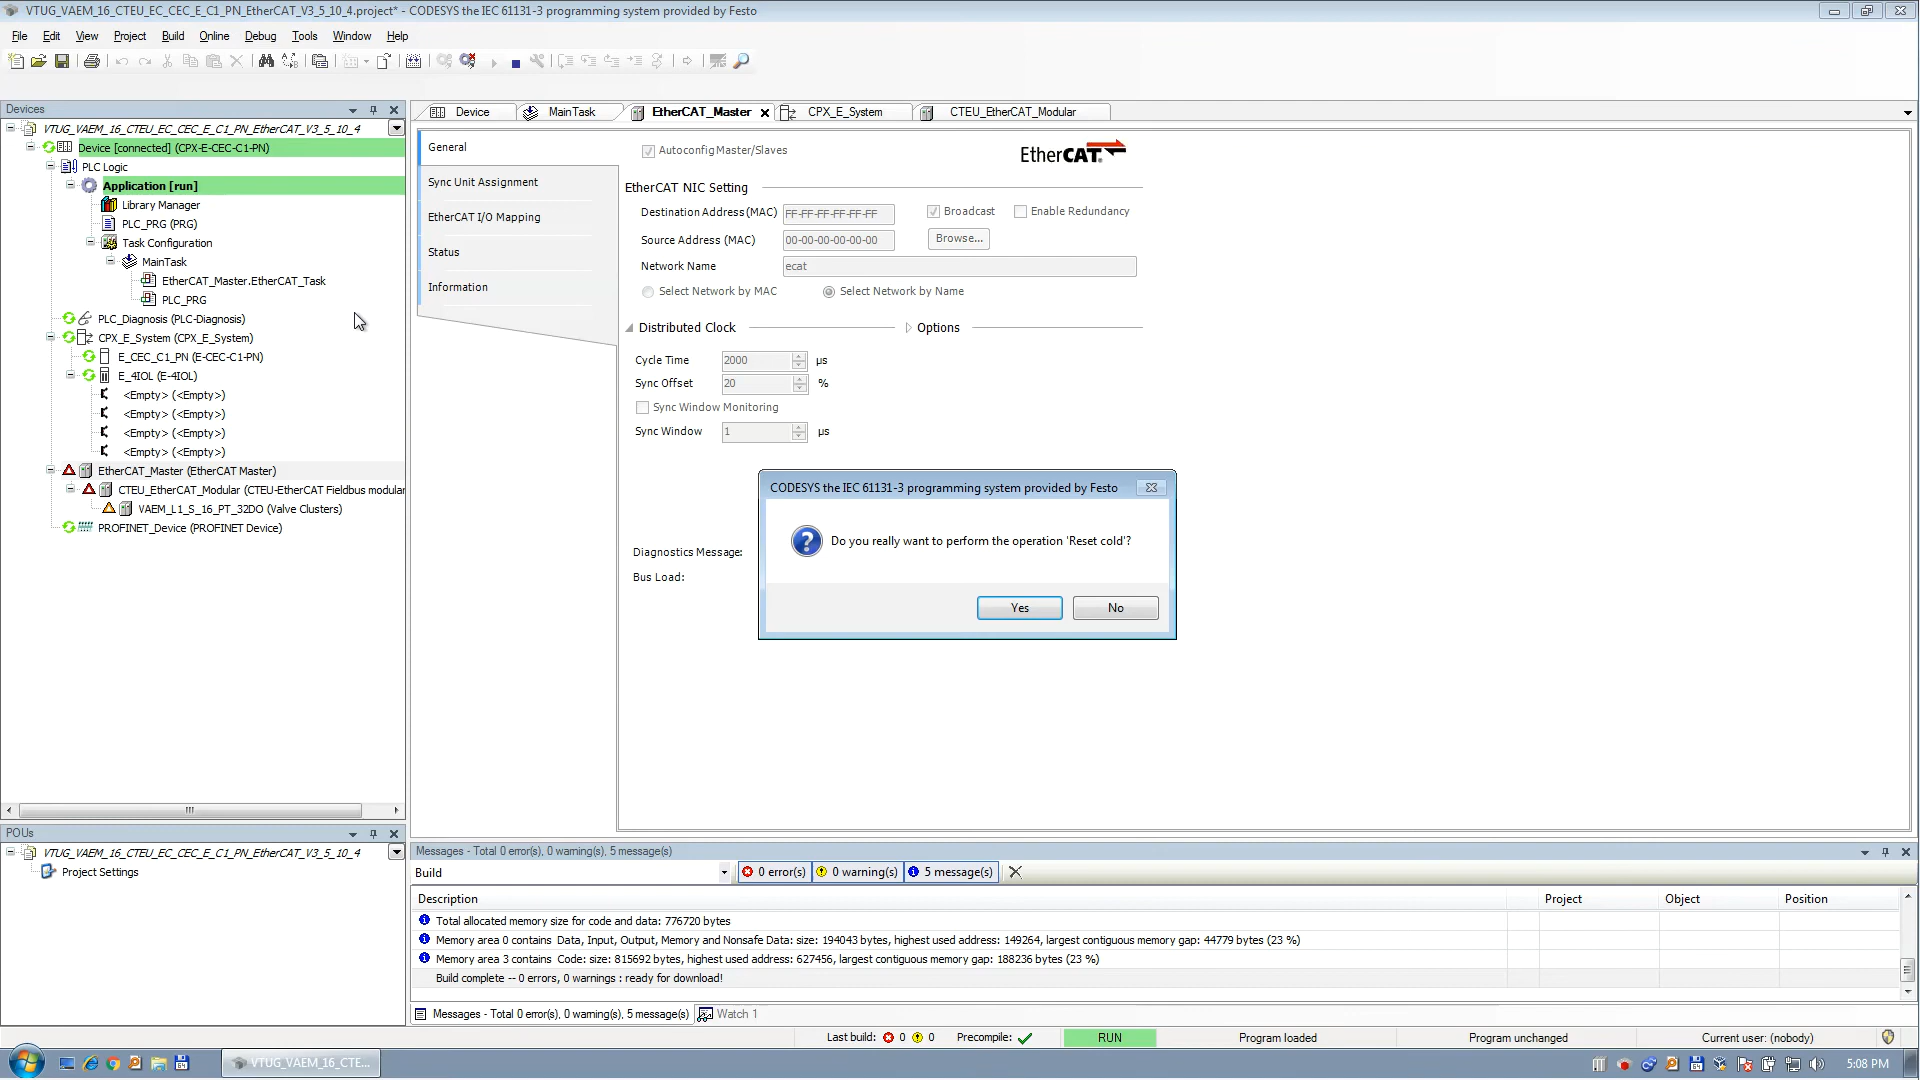 VTUG_VAEM_16_CTEU_EC_CEC_E_C1_PN_EtherCAT_V3_5_10_4.project* - CODESYS the IEC 61131-3 programming system provided by Festo
File Edit View Project Build Online Debug Tools Window Help
Devices
VTUG_VAEM_16_CTEU_EC_CEC_E_C1_PN_EtherCAT_V3_5_10_4
Device [connected] (CPX-E-CEC-C1-PN)
PLC Logic
Application [run]
Library Manager
PLC_PRG (PRG)
Task Configuration
MainTask
EtherCAT_Master.EtherCAT_Task
PLC_PRG
PLC_Diagnosis (PLC-Diagnosis)
CPX_E_System (CPX_E_System)
E_CEC_C1_PN (E-CEC-C1-PN)
E_4IOL (E-4IOL)
<Empty> (<Empty>)
<Empty> (<Empty>)
<Empty> (<Empty>)
<Empty> (<Empty>)
EtherCAT_Master (EtherCAT Master)
CTEU_EtherCAT_Modular (CTEU-EtherCAT Fieldbus modular
VAEM_L1_S_16_PT_32DO (Valve Clusters)
PROFINET_Device (PROFINET Device)
POUs
VTUG_VAEM_16_CTEU_EC_CEC_E_C1_PN_EtherCAT_V3_5_10_4
Project Settings
Device MainTask EtherCAT_Master CPX_E_System CTEU_EtherCAT_Modular
General
Sync Unit Assignment
EtherCAT I/O Mapping
Status
Information
Autoconfig Master/Slaves
EtherCAT
EtherCAT NIC Setting
Destination Address (MAC) FF-FF-FF-FF-FF-FF Broadcast Enable Redundancy
Source Address (MAC) 00-00-00-00-00-00 Browse...
Network Name ecat
Select Network by MAC Select Network by Name
Distributed Clock Options
Cycle Time 2000 µs
Sync Offset 20 %
Sync Window Monitoring
Sync Window 1 µs
Diagnostics Message:
Bus Load:
CODESYS the IEC 61131-3 programming system provided by Festo
Do you really want to perform the operation 'Reset cold'?
Yes No
Messages - Total 0 error(s), 0 warning(s), 5 message(s)
Build 0 error(s) 0 warning(s) 5 message(s)
Description Project Object Position
Total allocated memory size for code and data: 776720 bytes
Memory area 0 contains Data, Input, Output, Memory and Nonsafe Data: size: 194043 bytes, highest used address: 149264, largest contiguous memory gap: 44779 bytes (23 %)
Memory area 3 contains Code: size: 815692 bytes, highest used address: 627456, largest contiguous memory gap: 188236 bytes (23 %)
Build complete -- 0 errors, 0 warnings : ready for download!
Messages - Total 0 error(s), 0 warning(s), 5 message(s) Watch 1
Last build: 0 0 Precompile: RUN Program loaded Program unchanged Current user: (nobody)
VTUG_VAEM_16_CTE... 5:08 PM